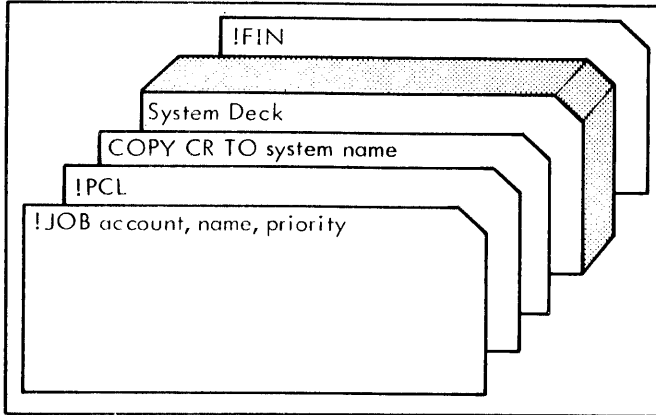 !FIN
System Deck
COPY CR TO system name
!PCL
!JOB account, name, priority